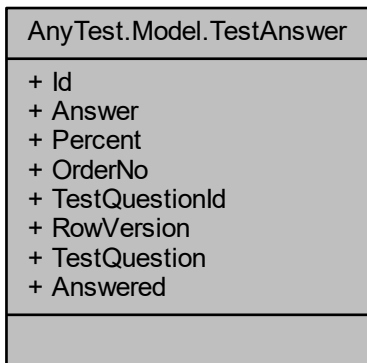 AnyTest.Model.TestAnswer
+ Id
+ Answer
+ Percent
+ OrderNo
+ TestQuestionId
+ RowVersion
+ TestQuestion
+ Answered